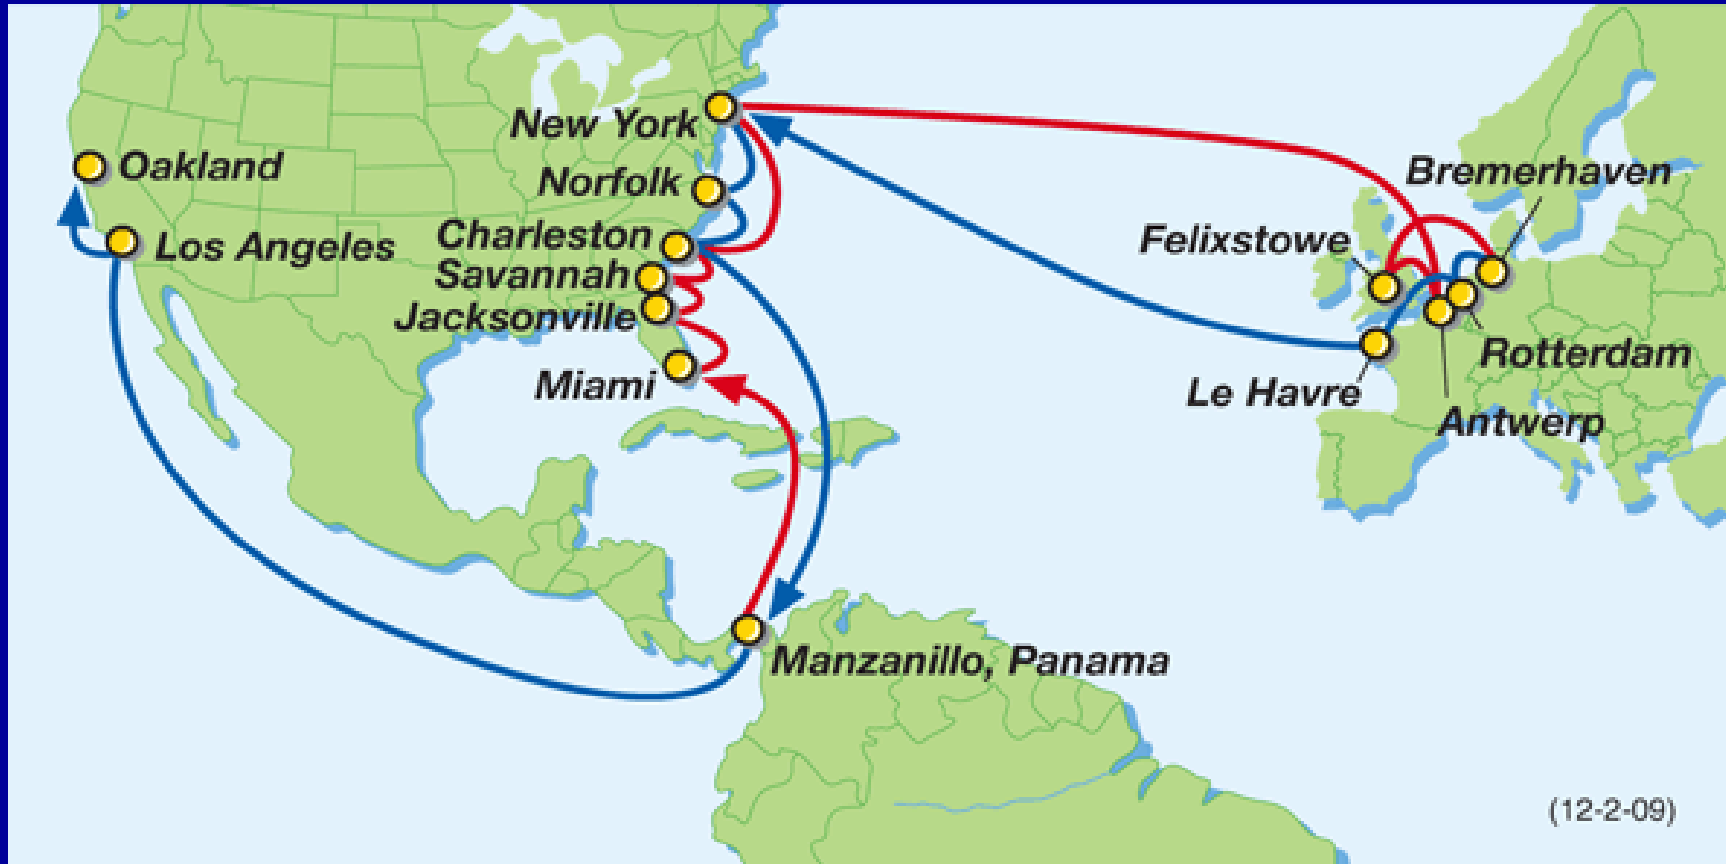 New York
Bremerhaven
Oakland
Norfolk
Charleston
Felixstowe
Los Angeles
Savannah
Jacksonville
Rotterdam
Miami
Le Havre
Antwerp
Manzanillo, Panama
(12-2-09)